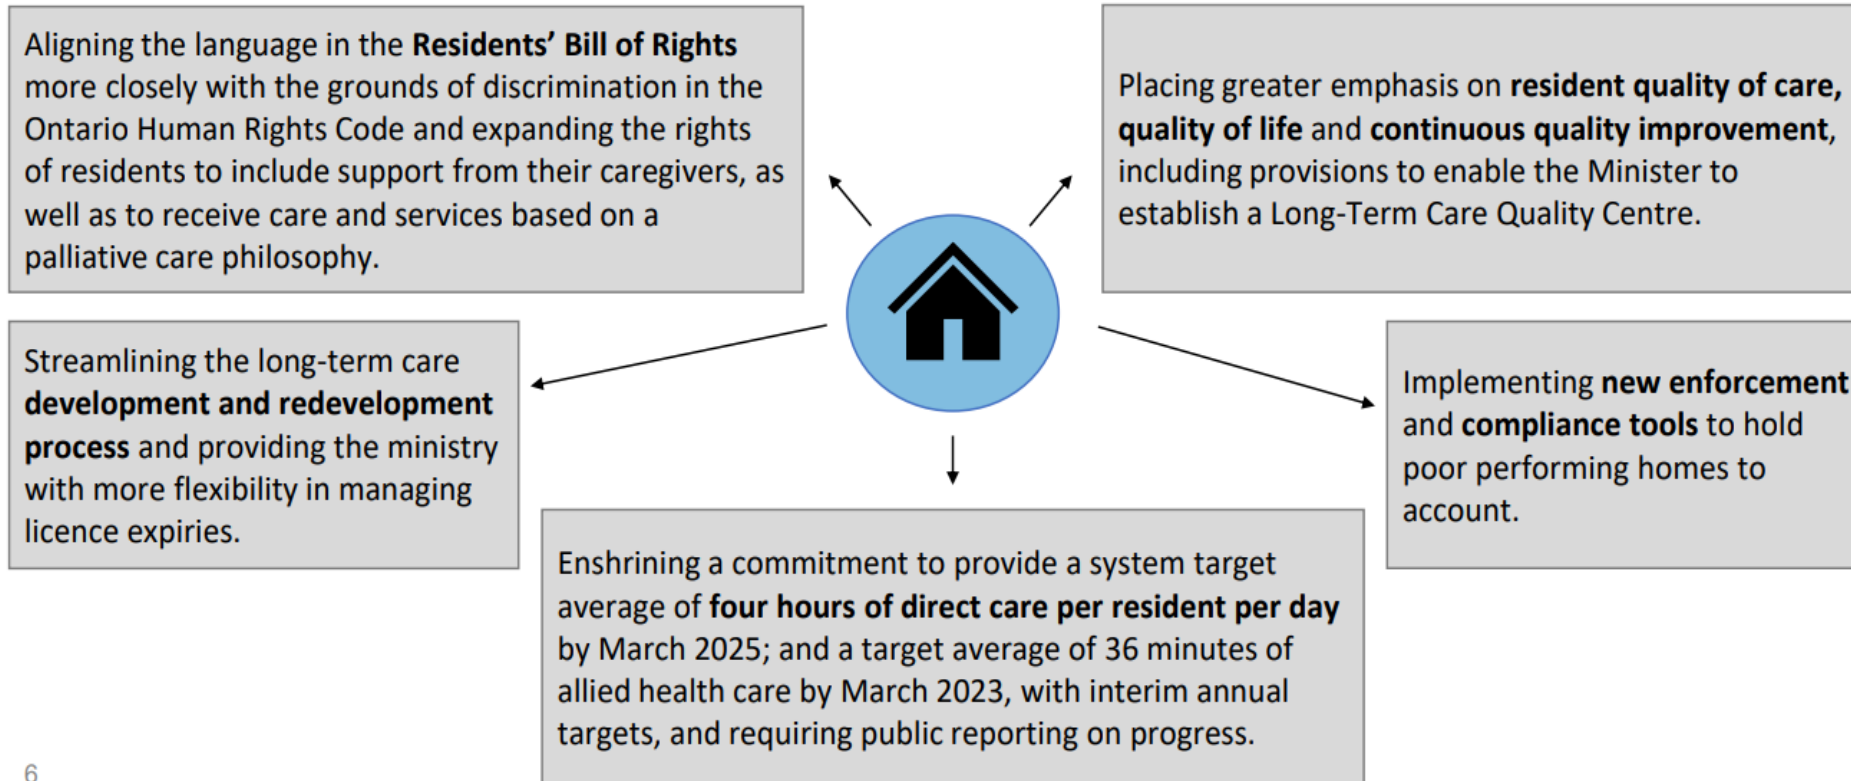 Aligning the language in the Residents’ Bill of Rights
more closely with the grounds of discrimination in the
Ontario Human Rights Code and expanding the rights
of residents to include support from their caregivers, as
well as to receive care and services based on a
palliative care philosophy.
Placing greater emphasis on resident quality of care,
quality of life and continuous quality improvement,
including provisions to enable the Minister to
establish a Long-Term Care Quality Centre.
Streamlining the long-term care
development and redevelopment
process and providing the ministry
with more flexibility in managing
licence expiries.
Implementing new enforcement
and compliance tools to hold
poor performing homes to
account.
Enshrining a commitment to provide a system target
average of four hours of direct care per resident per day
by March 2025; and a target average of 36 minutes of
allied health care by March 2023, with interim annual
targets, and requiring public reporting on progress.
6